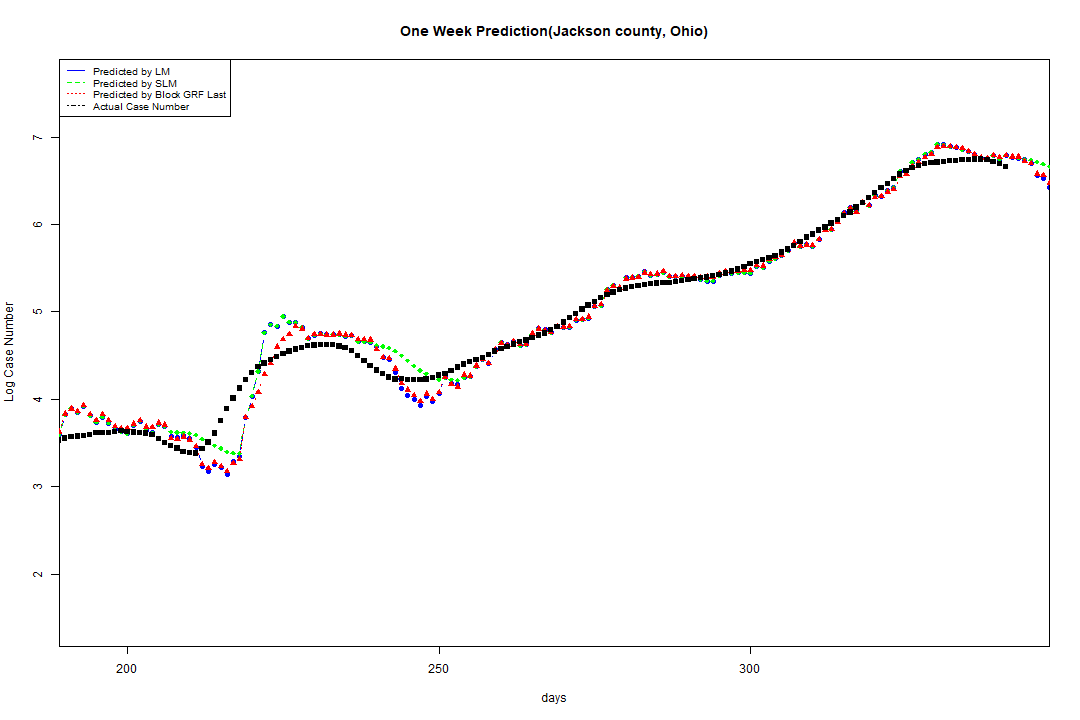 One Week Prediction(Jackson county, Ohio)
Predicted by LM
Predicted by SLM
Predicted by Block GRF Last
Actual Case Number
7
6
5
4
3
2
Log Case Number
200 250 300
days